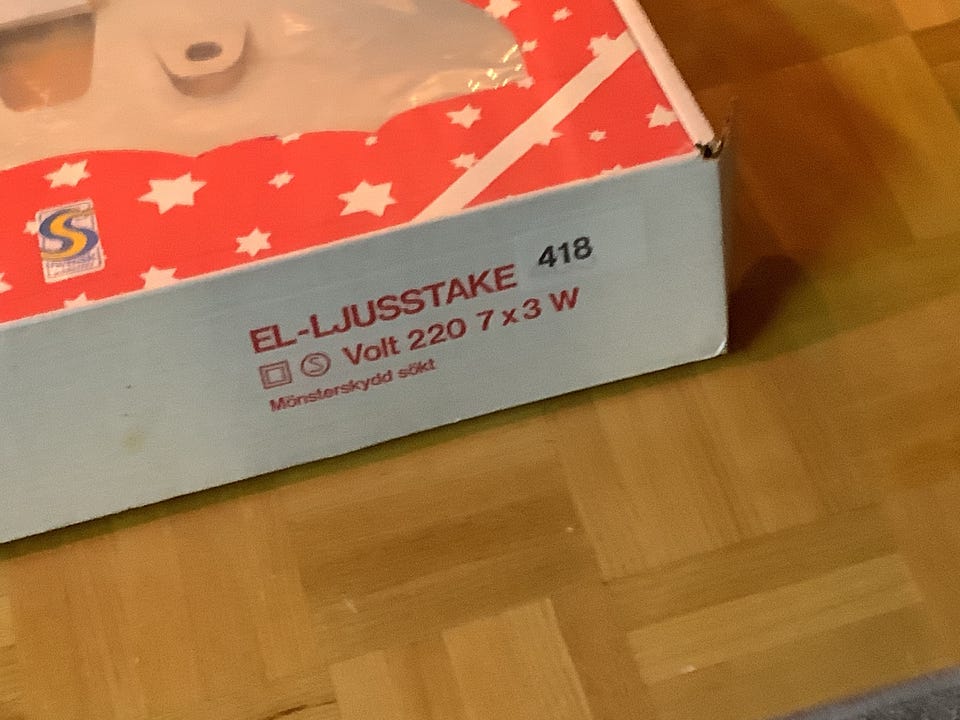 EL-LJUSSTAKE 418
Volt 220 7 x 3 W
Mönsterskydd sökt